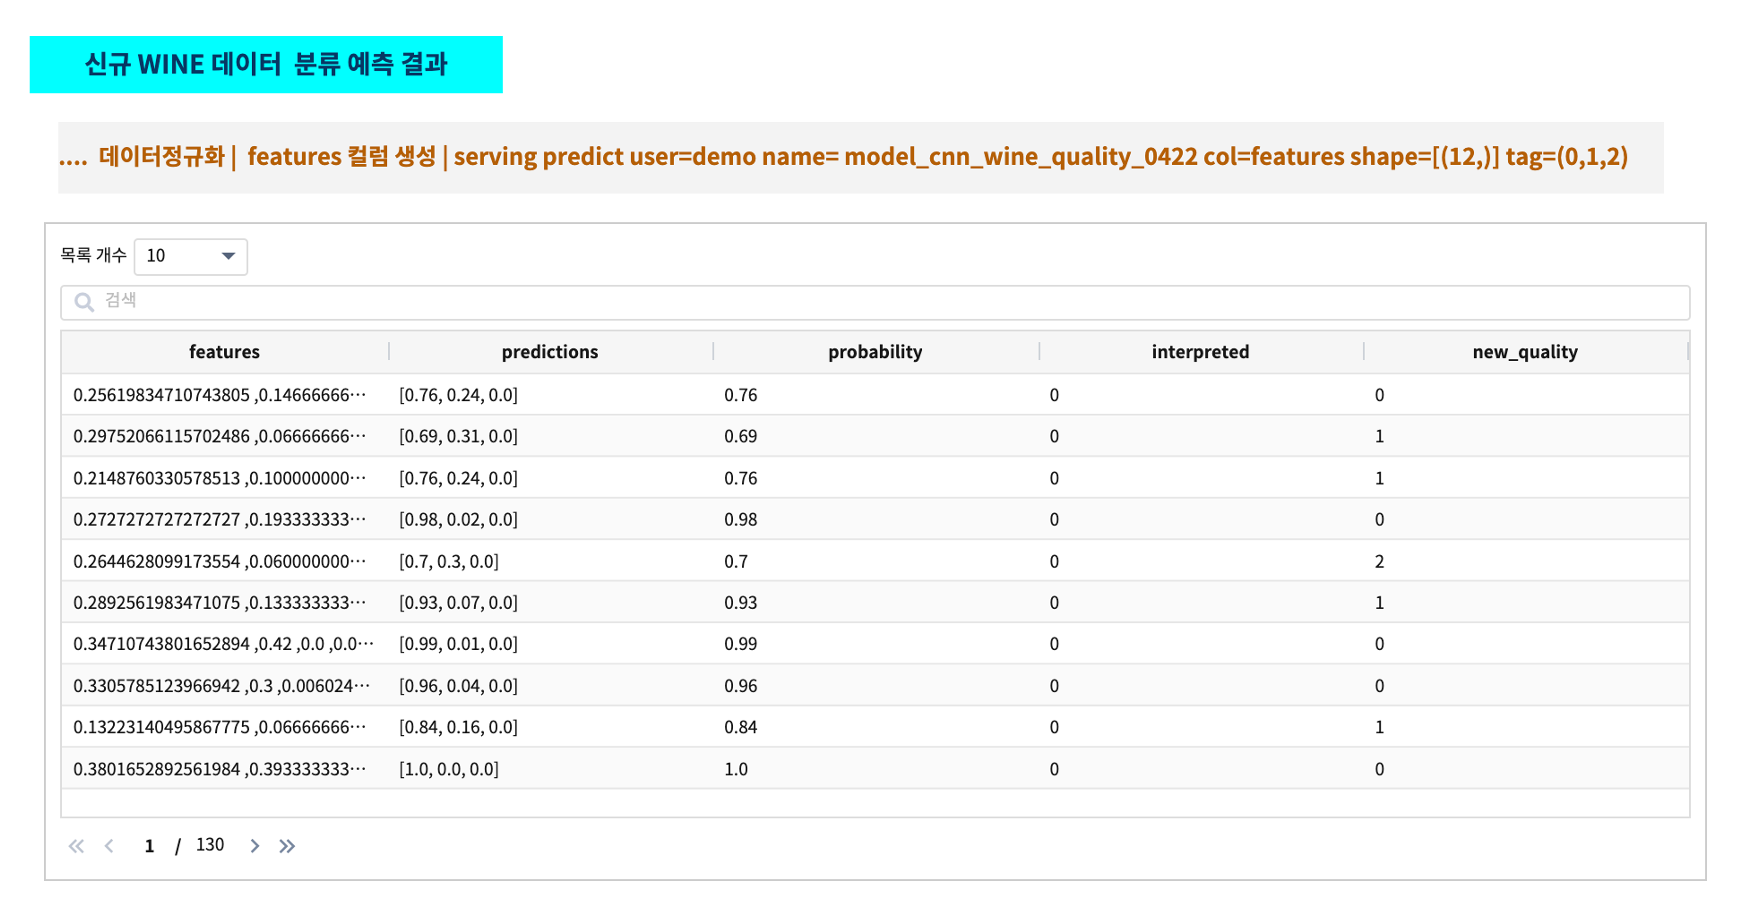 신규 WINE 데이터 분류 예측 결과
.... 데이터정규화 | features 컬럼 생성 | serving predict user=demo name= model_cnn_wine_quality_0422 col=features shape=[(12,)] tag=(0,1,2)
목록 개수 10
검색
features predictions probability interpreted new_quality
0.25619834710743805 ,0.14666666⋯ [0.76, 0.24, 0.0] 0.76 0 0
0.29752066115702486 ,0.06666666⋯ [0.69, 0.31, 0.0] 0.69 0 1
0.2148760330578513 ,0.100000000⋯ [0.76, 0.24, 0.0] 0.76 0 1
0.2727272727272727 ,0.193333333⋯ [0.98, 0.02, 0.0] 0.98 0 0
0.2644628099173554 ,0.060000000⋯ [0.7, 0.3, 0.0] 0.7 0 2
0.2892561983471075 ,0.133333333⋯ [0.93, 0.07, 0.0] 0.93 0 1
0.34710743801652894 ,0.42 ,0.0 ,0.0⋯ [0.99, 0.01, 0.0] 0.99 0 0
0.3305785123966942 ,0.3 ,0.006024⋯ [0.96, 0.04, 0.0] 0.96 0 0
0.13223140495867775 ,0.06666666⋯ [0.84, 0.16, 0.0] 0.84 0 1
0.3801652892561984 ,0.393333333⋯ [1.0, 0.0, 0.0] 1.0 0 0
1 / 130